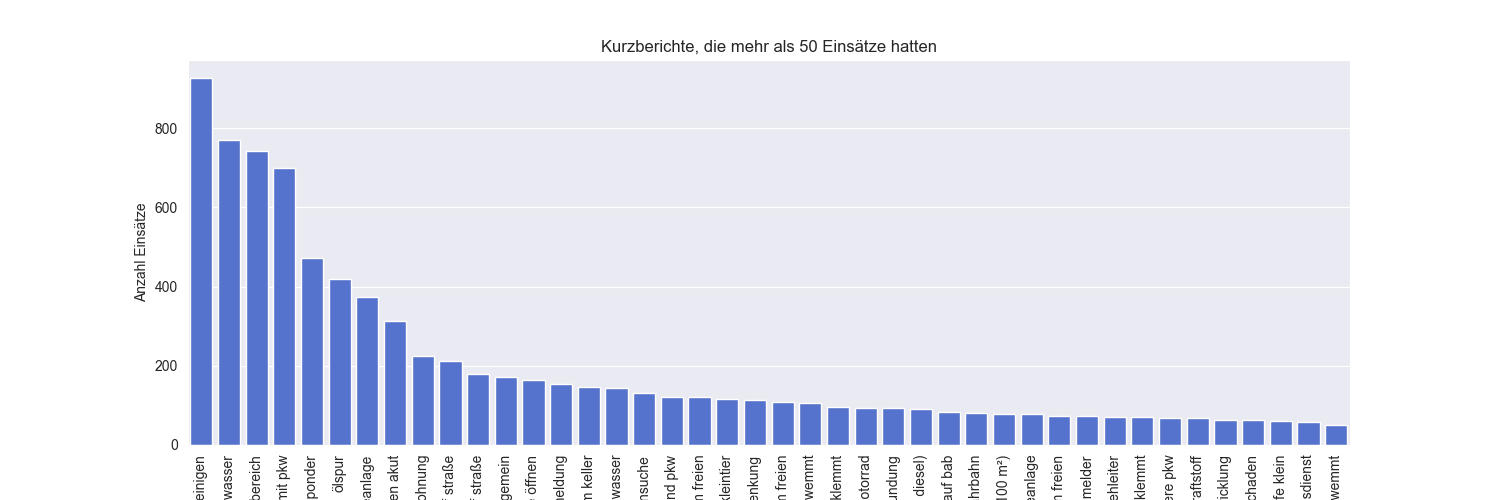 Kurzberichte, die mehr als 50 Einsätze hatten
Anzahl Einsätze
800
600
400
200
0
einigen
wasser
bereich
mit pkw
ponder
ölspur
anlage
en akut
ohnung
straße
straße
gemein
öffnen
eldung
m keller
wasser
nsuche
nd pkw
freien
kleintier
enkung
freien
wemmt
klemmt
otorrad
undung
diesel)
auf bab
hrbahn
100 m²)
anlage
freien
melder
ehleiter
klemmt
ere pkw
raftstoff
icklung
chaden
fe klein
sdienst
wemmt